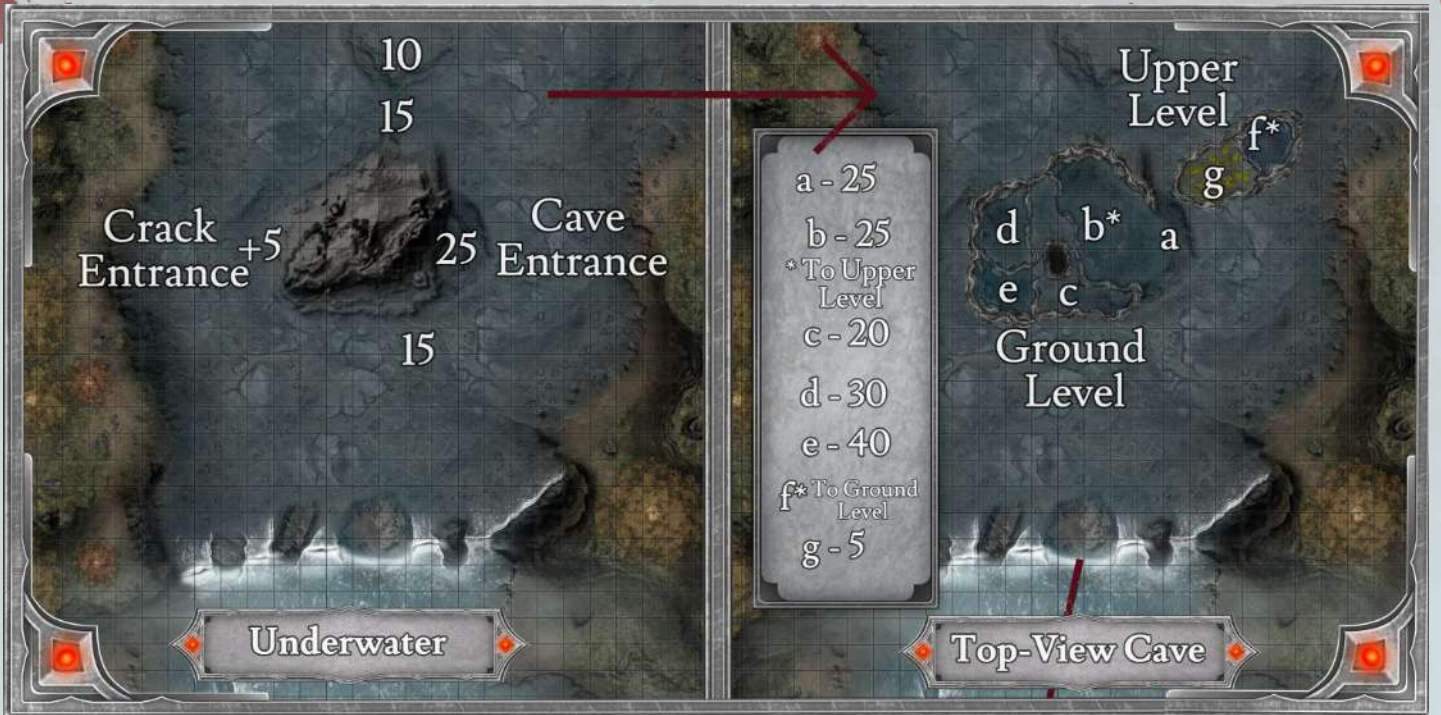 10
15
Crack
Entrance
+5
25
Cave
Entrance
15
Underwater
Upper
Level
f*
g
a - 25
b - 25
* To Upper
Level
c - 20
d - 30
e - 40
f* To Ground
Level
g - 5
d
b*
a
e
c
Ground
Level
Top-View Cave